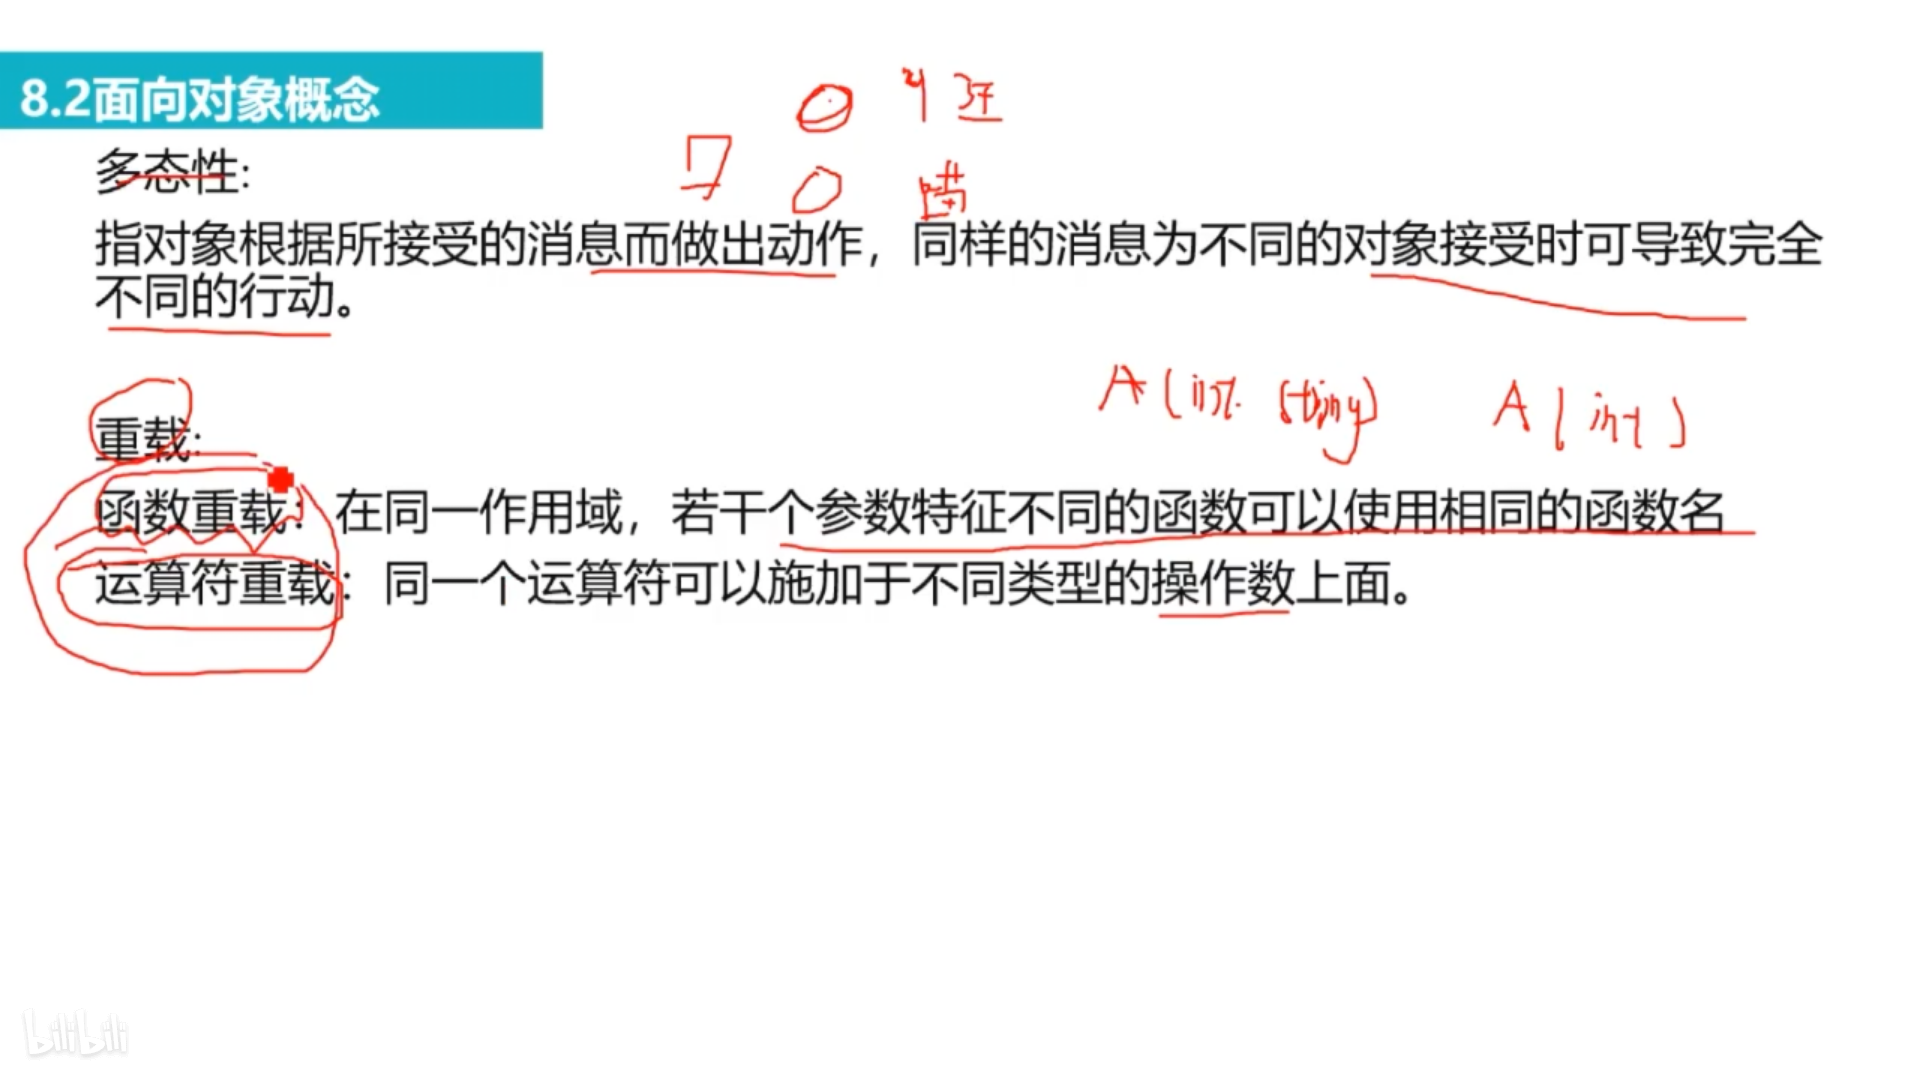 8.2面向对象概念
多态性:
喵
指对象根据所接受的消息而做出动作，同样的消息为不同的对象接受时可导致完全
不同的行动。
A(int string) A(int)
重载:
函数重载：在同一作用域，若干个参数特征不同的函数可以使用相同的函数名
运算符重载：同一个运算符可以施加于不同类型的操作数上面。
bilibili